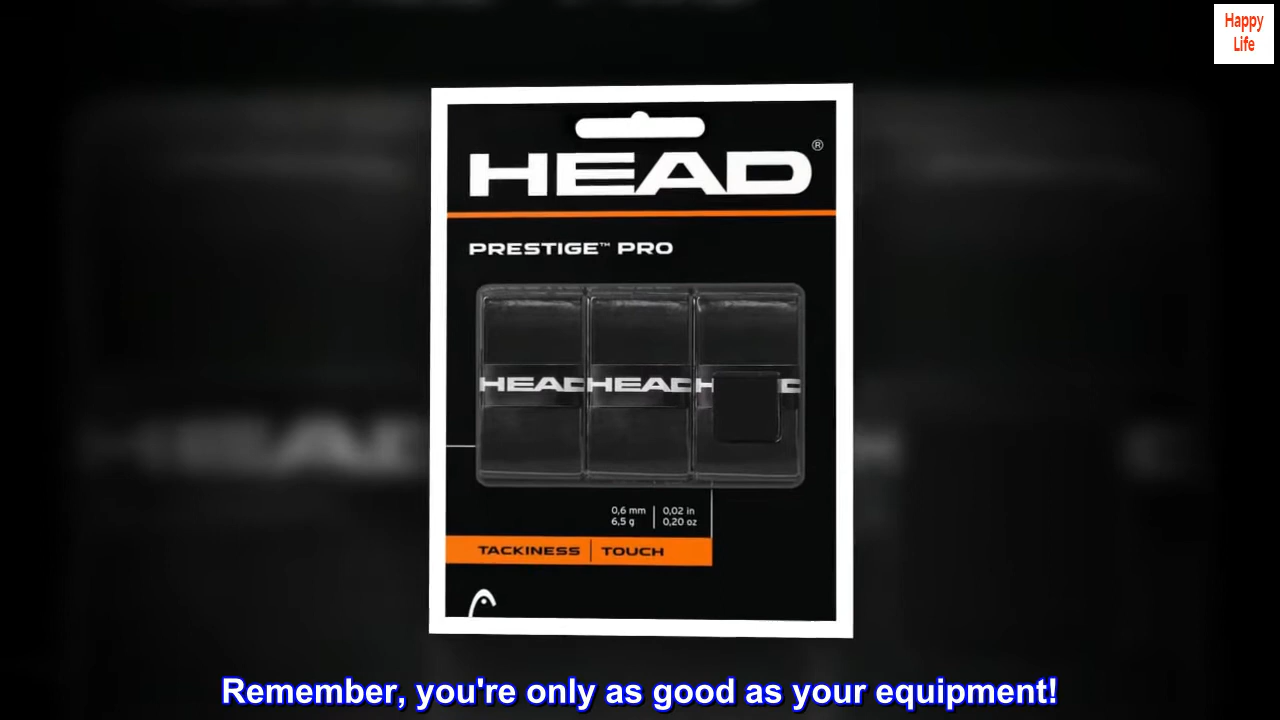 Happy
Life
HEAD®
PRESTIGE™ PRO
HEAD HEAD H D
0,6 mm | 0,02 in
6,5 g | 0,20 oz
TACKINESS | TOUCH
Remember, you're only as good as your equipment!